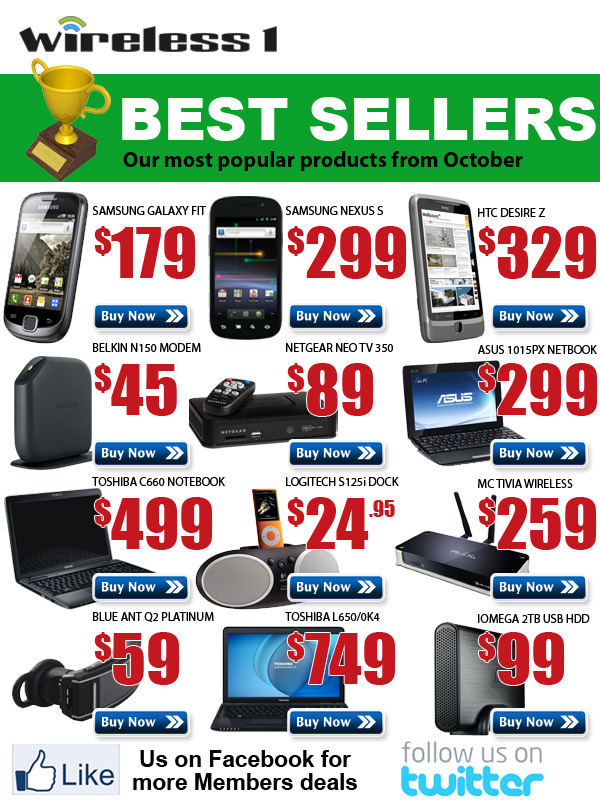 wireless 1
BEST SELLERS
Our most popular products from October
SAMSUNG GALAXY FIT
$179
Buy Now
SAMSUNG NEXUS S
$299
Buy Now
HTC DESIRE Z
$329
Buy Now
BELKIN N150 MODEM
$45
Buy Now
NETGEAR NEO TV 350
$89
Buy Now
ASUS 1015PX NETBOOK
$299
Buy Now
TOSHIBA C660 NOTEBOOK
$499
Buy Now
LOGITECH S125i DOCK
$24.95
Buy Now
MC TIVIA WIRELESS
$259
Buy Now
BLUE ANT Q2 PLATINUM
$59
Buy Now
TOSHIBA L650/0K4
$749
Buy Now
IOMEGA 2TB USB HDD
$99
Buy Now
BELKIN
NETGEAR
ASUS
TOSHIBA
Like
Us on Facebook for
more Members deals
follow us on
twitter